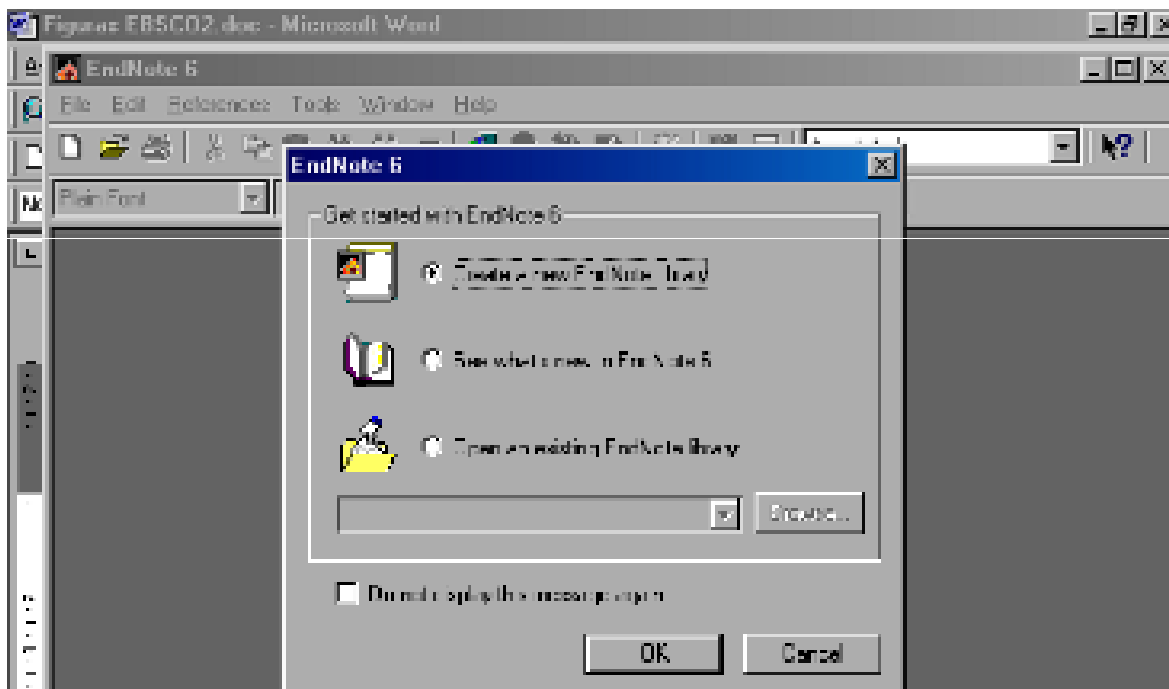 Figuras EBSCO2.doc - Microsoft Word
EndNote 6
File Edit References Tools Window Help
Plain Font
EndNote 6
Get started with EndNote 6
Create a new EndNote library
See what's new in EndNote 6
Open an existing EndNote library
Browse...
Do not display this message again
OK Cancel